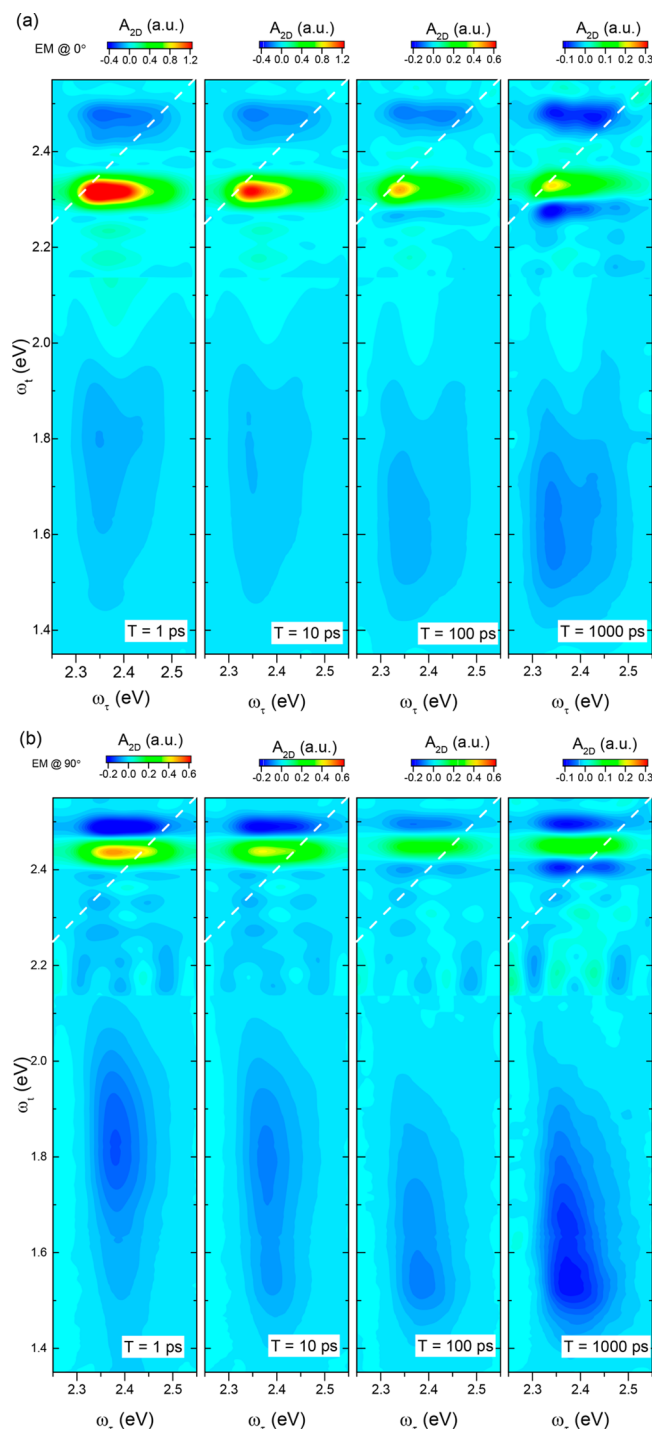 (a)
A2D (a.u.) A2D (a.u.) A2D (a.u.) A2D (a.u.)
EM @ 0°
-0.4 0.0 0.4 0.8 1.2 -0.4 0.0 0.4 0.8 1.2 -0.2 0.0 0.2 0.4 0.6 -0.1 0.0 0.1 0.2 0.3
2.4
2.2
2.0
ωt (eV)
1.8
1.6
1.4
T = 1 ps T = 10 ps T = 100 ps T = 1000 ps
2.3 2.4 2.5 2.3 2.4 2.5 2.3 2.4 2.5 2.3 2.4 2.5
ωτ (eV) ωτ (eV) ωτ (eV) ωτ (eV)
(b)
A2D (a.u.) A2D (a.u.) A2D (a.u.) A2D (a.u.)
EM @ 90°
-0.2 0.0 0.2 0.4 0.6 -0.2 0.0 0.2 0.4 0.6 -0.2 0.0 0.2 0.4 0.6 -0.1 0.0 0.1 0.2 0.3
2.4
2.2
2.0
ωt (eV)
1.8
1.6
1.4
T = 1 ps T = 10 ps T = 100 ps T = 1000 ps
2.3 2.4 2.5 2.3 2.4 2.5 2.3 2.4 2.5 2.3 2.4 2.5
ωτ (eV) ωτ (eV) ωτ (eV) ωτ (eV)